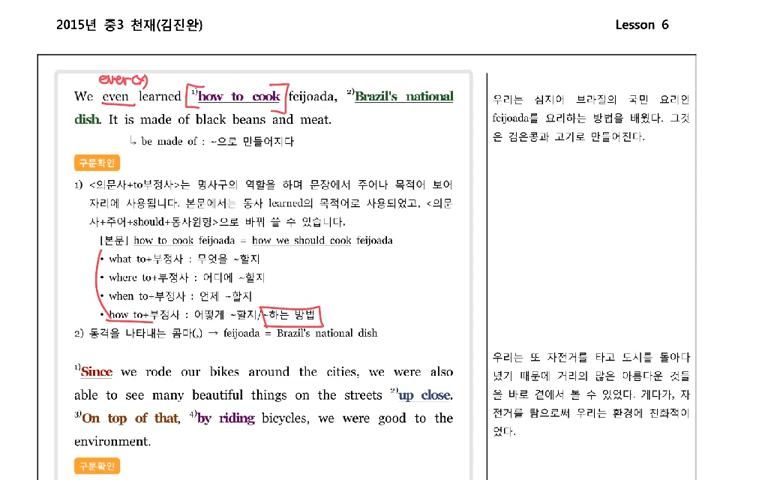 2015년 중3 천재(김진완)
Lesson 6
We even learned ¹⁾how to cook feijoada, ²⁾Brazil's national
dish. It is made of black beans and meat.
↳ be made of : ~으로 만들어지다
구문확인
1) <의문사+to부정사>는 명사구의 역할을 하며 문장에서 주어나 목적어 보어
자리에 사용됩니다. 본문에서는 동사 learned의 목적어로 사용되었고, <의문
사+주어+should+동사원형>으로 바꿔 쓸 수 있습니다.
[본문] how to cook feijoada = how we should cook feijoada
• what to+부정사 : 무엇을 ~할지
• where to+부정사 : 어디에 ~할지
• when to+부정사 : 언제 ~할지
• how to+부정사 : 어떻게 ~할지/~하는 방법
2) 동격을 나타내는 콤마(,) → feijoada = Brazil's national dish
¹⁾Since we rode our bikes around the cities, we were also
able to see many beautiful things on the streets ²⁾up close.
³⁾On top of that, ⁴⁾by riding bicycles, we were good to the
environment.
구문확인
우리는 심지어 브라질의 국민 요리인
feijoada를 요리하는 방법을 배웠다. 그것
은 검은콩과 고기로 만들어진다.
우리는 또 자전거를 타고 도시를 돌아다
녔기 때문에 거리의 많은 아름다운 것들
을 바로 곁에서 볼 수 있었다. 게다가, 자
전거를 탐으로써 우리는 환경에 친화적이
었다.